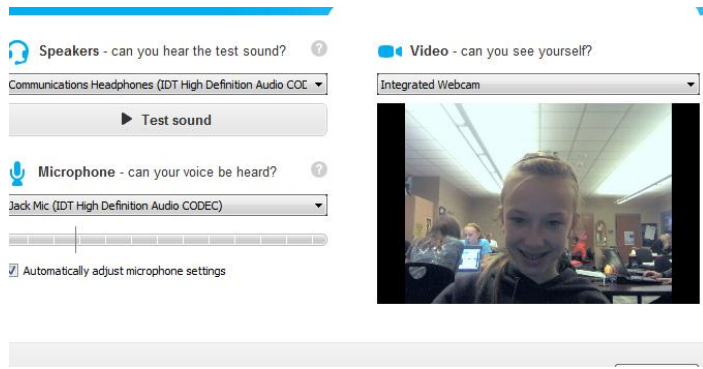 Speakers - can you hear the test sound? ?
Communications Headphones (IDT High Definition Audio COL
Test sound
Microphone - can your voice be heard? ?
Jack Mic (IDT High Definition Audio CODEC)
Automatically adjust microphone settings
Video - can you see yourself?
Integrated Webcam